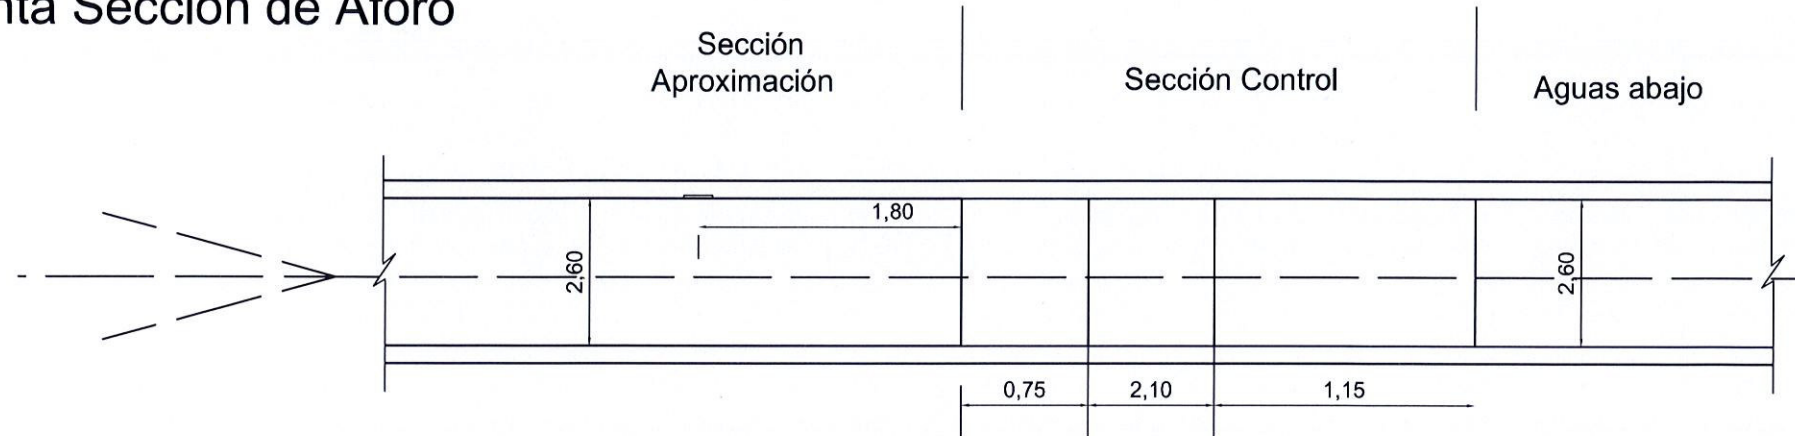 Sección de Aforo
Sección
Aproximación
Sección Control
Aguas abajo
1,80
2,60
2,60
0,75
2,10
1,15